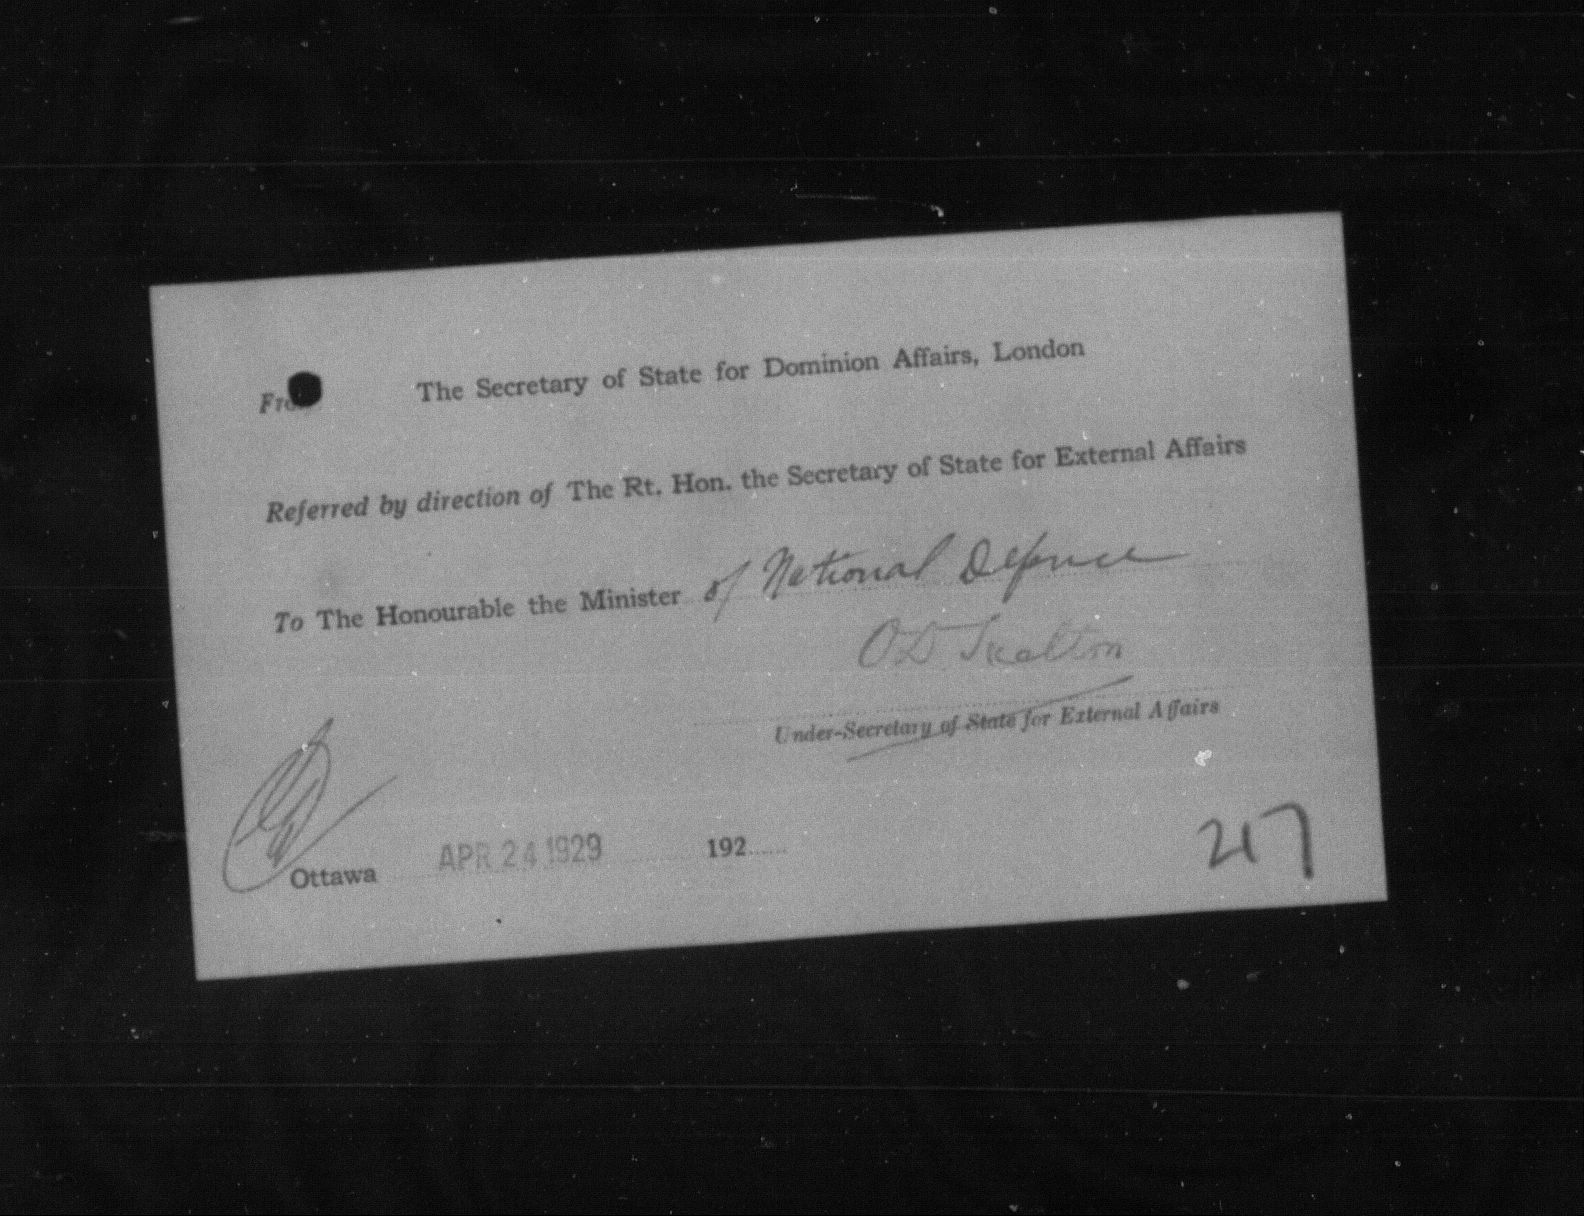 From The Secretary of State for Dominion Affairs, London
Referred by direction of The Rt. Hon. the Secretary of State for External Affairs
To The Honourable the Minister of National Defence
O D Skelton
Under-Secretary of State for External Affairs
Ottawa APR 24 1929 192
217